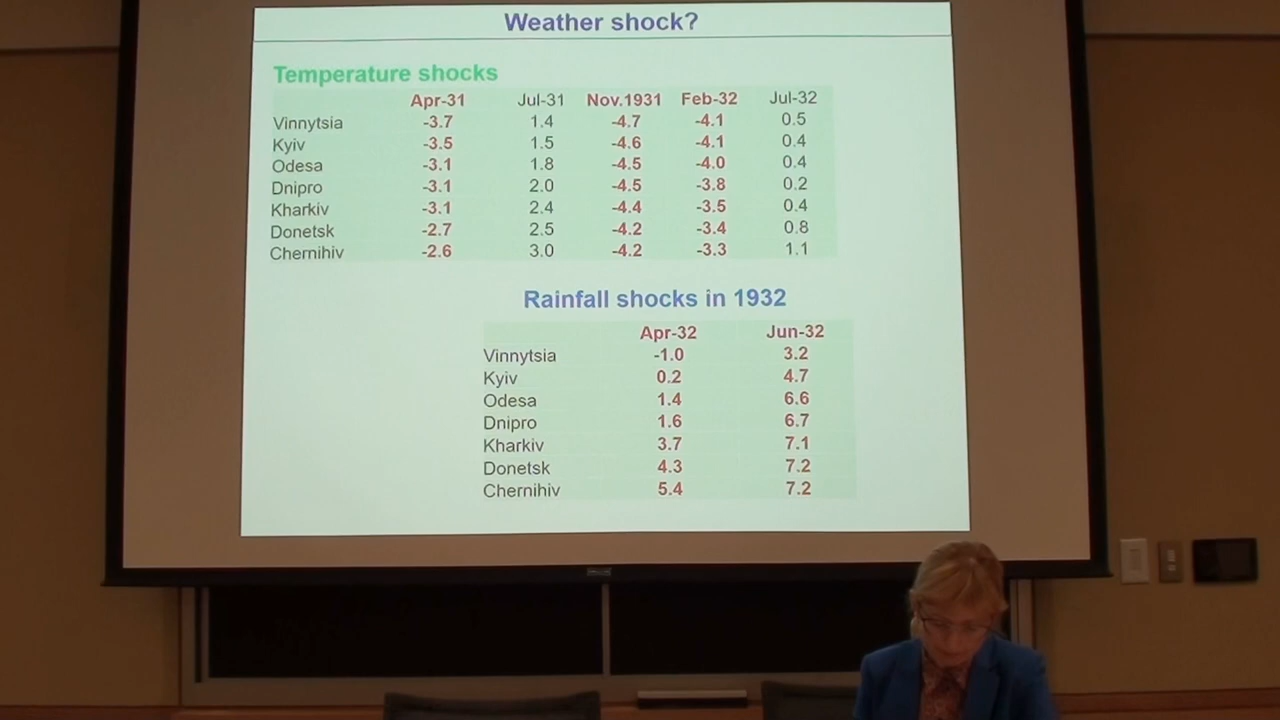 Weather shock?
Temperature shocks
Apr-31 Jul-31 Nov.1931 Feb-32 Jul-32
Vinnytsia -3.7 1.4 -4.7 -4.1 0.5
Kyiv -3.5 1.5 -4.6 -4.1 0.4
Odesa -3.1 1.8 -4.5 -4.0 0.4
Dnipro -3.1 2.0 -4.5 -3.8 0.2
Kharkiv -3.1 2.4 -4.4 -3.5 0.4
Donetsk -2.7 2.5 -4.2 -3.4 0.8
Chernihiv -2.6 3.0 -4.2 -3.3 1.1
Rainfall shocks in 1932
Apr-32 Jun-32
Vinnytsia -1.0 3.2
Kyiv 0.2 4.7
Odesa 1.4 6.6
Dnipro 1.6 6.7
Kharkiv 3.7 7.1
Donetsk 4.3 7.2
Chernihiv 5.4 7.2